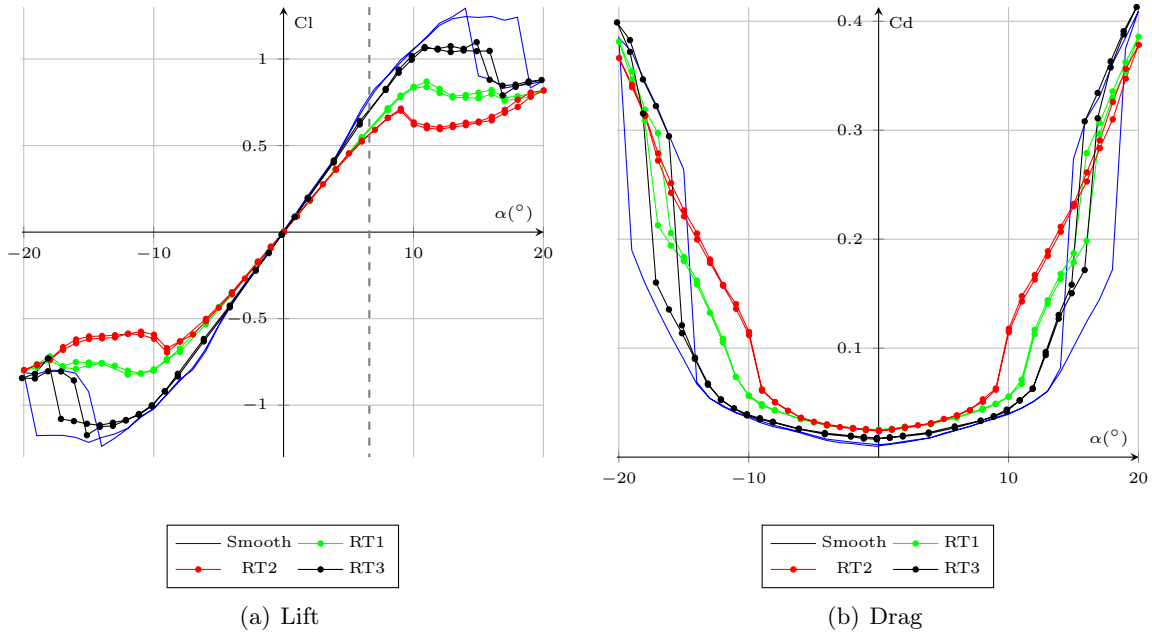 Cl
1
0.5
α(°)
−20
−10
10
20
−0.5
−1
Smooth
RT1
RT2
RT3
(a) Lift
Cd
0.4
0.3
0.2
0.1
α(°)
−20
−10
10
20
Smooth
RT1
RT2
RT3
(b) Drag